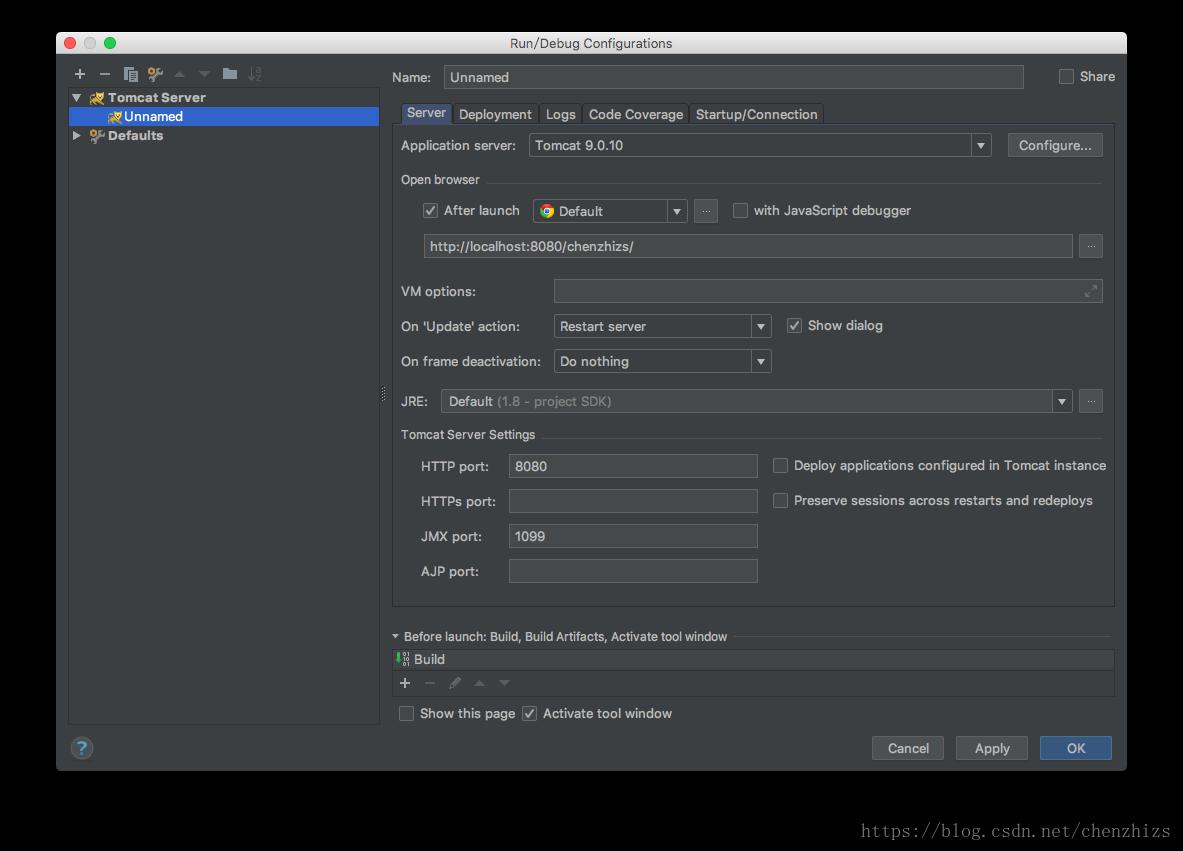 Run/Debug Configurations
Name: Unnamed Share
Tomcat Server
Unnamed
Defaults
Server Deployment Logs Code Coverage Startup/Connection
Application server: Tomcat 9.0.10 Configure...
Open browser
After launch Default ... with JavaScript debugger
http://localhost:8080/chenzhizs/ ...
VM options:
On 'Update' action: Restart server Show dialog
On frame deactivation: Do nothing
JRE: Default (1.8 - project SDK) ...
Tomcat Server Settings
HTTP port: 8080 Deploy applications configured in Tomcat instance
HTTPs port: Preserve sessions across restarts and redeploys
JMX port: 1099
AJP port:
Before launch: Build, Build Artifacts, Activate tool window
Build
Show this page Activate tool window
? Cancel Apply OK
https://blog.csdn.net/chenzhizs